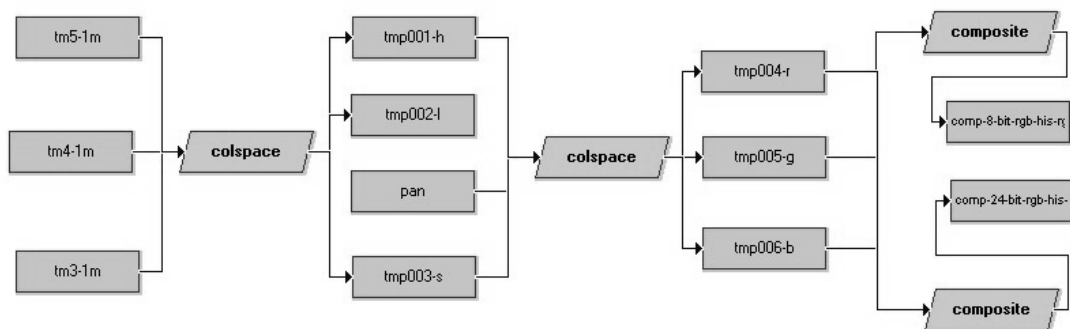 tm5-1m
tm4-1m
tm3-1m
colspace
tmp001-h
tmp002-l
pan
tmp003-s
colspace
tmp004-r
tmp005-g
tmp006-b
composite
comp-8-bit-rgb-his-r
comp-24-bit-rgb-his-
composite